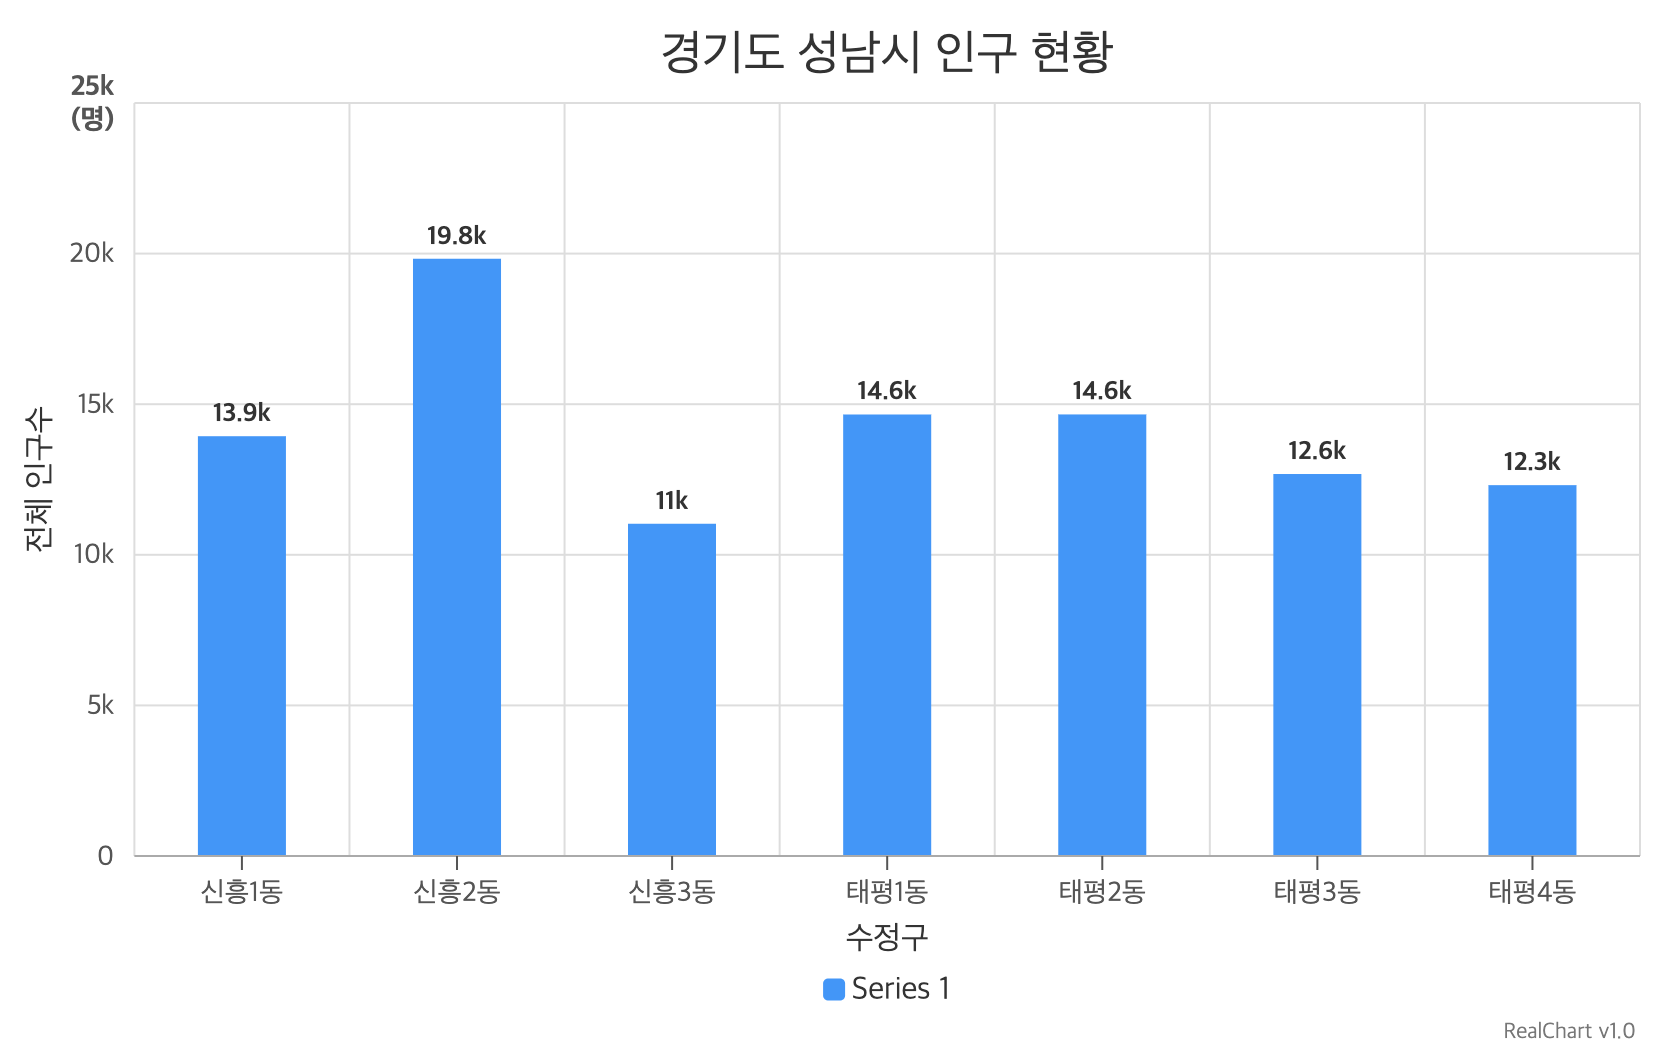 경기도 성남시 인구 현황
25k
(명)
20k
15k
10k
5k
0
전체 인구수
13.9k
19.8k
11k
14.6k
14.6k
12.6k
12.3k
신흥1동
신흥2동
신흥3동
태평1동
태평2동
태평3동
태평4동
수정구
Series 1
RealChart v1.0